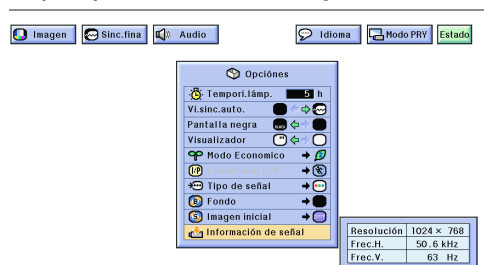 Imagen Sinc.fina Audio Idioma Modo PRY Estado
Opciónes
Tempori.lámp. 5 h
Vi.sinc.auto.
Pantalla negra
Visualizador
Modo Economico
I/P
Tipo de señal
B Fondo
S Imagen inicial
Información de señal
Resolución 1024 × 768
Frec.H. 50.6 kHz
Frec.V. 63 Hz